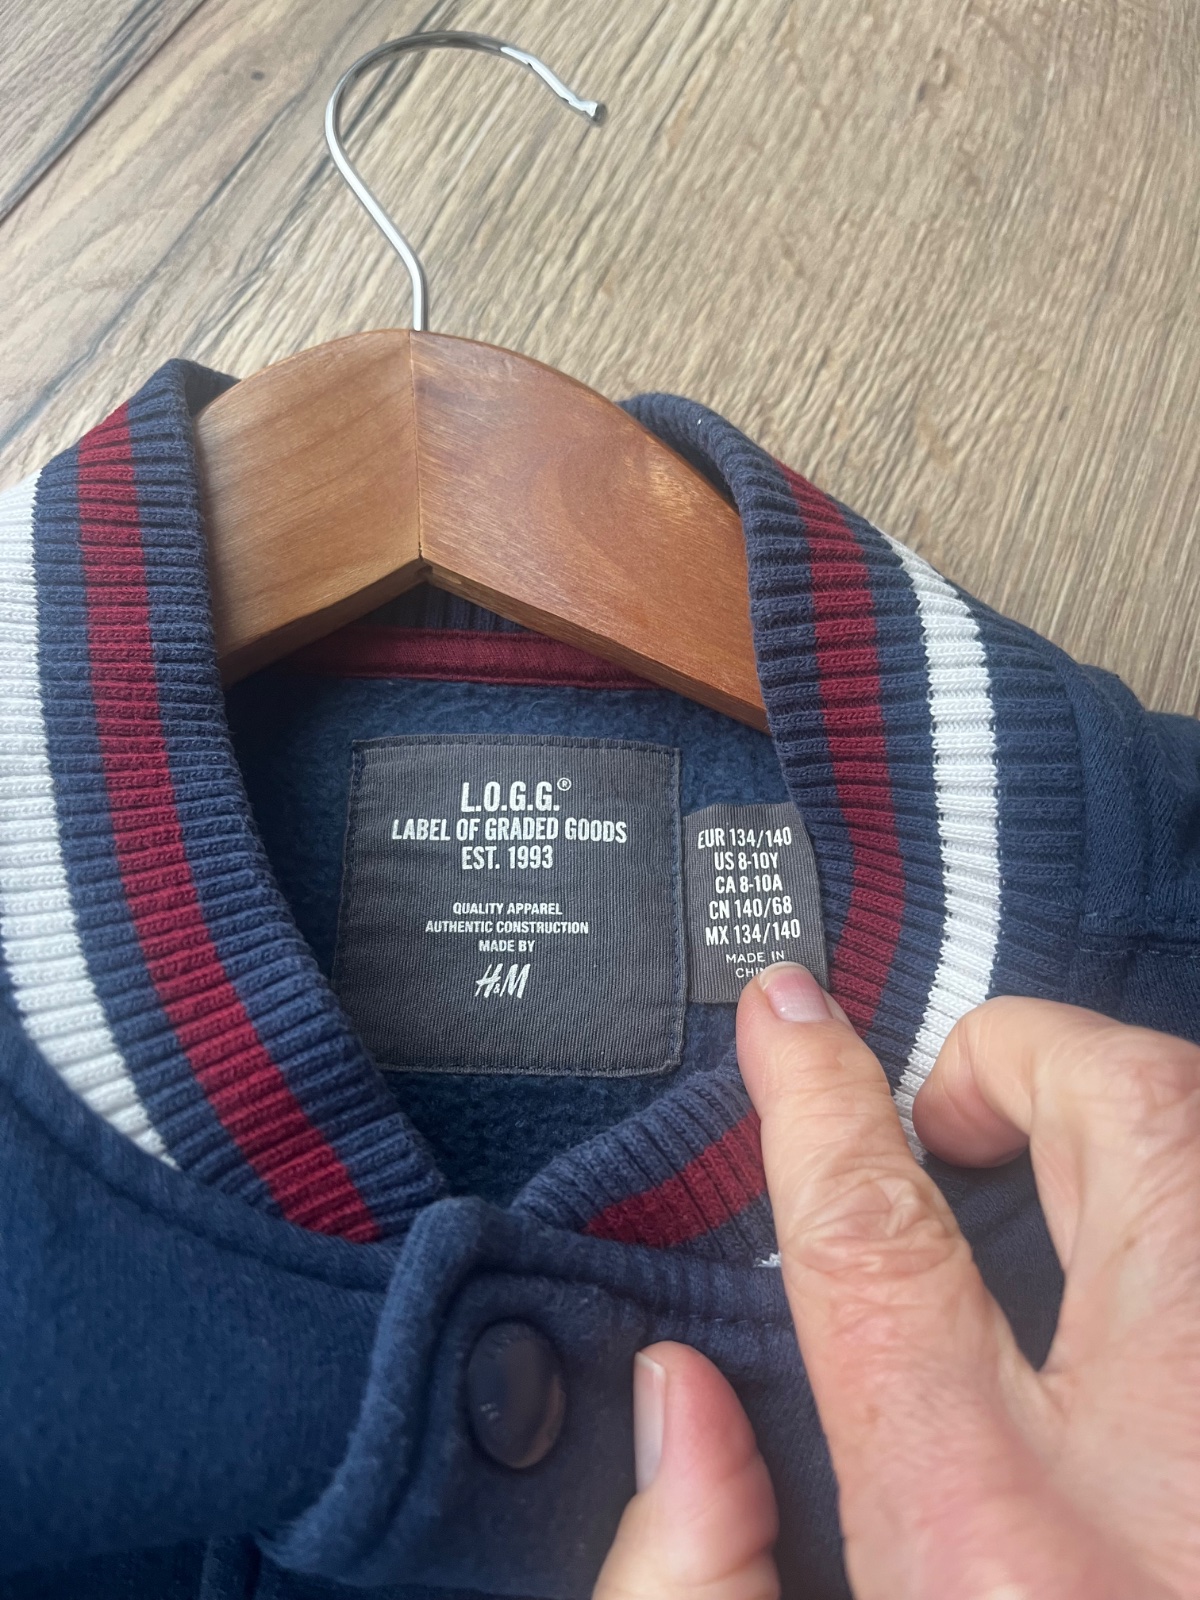 L.O.G.G.®
LABEL OF GRADED GOODS
EST. 1993
QUALITY APPAREL
AUTHENTIC CONSTRUCTION
MADE BY
H&M
EUR 134/140
US 8-10Y
CA 8-10A
CN 140/68
MX 134/140
MADE IN